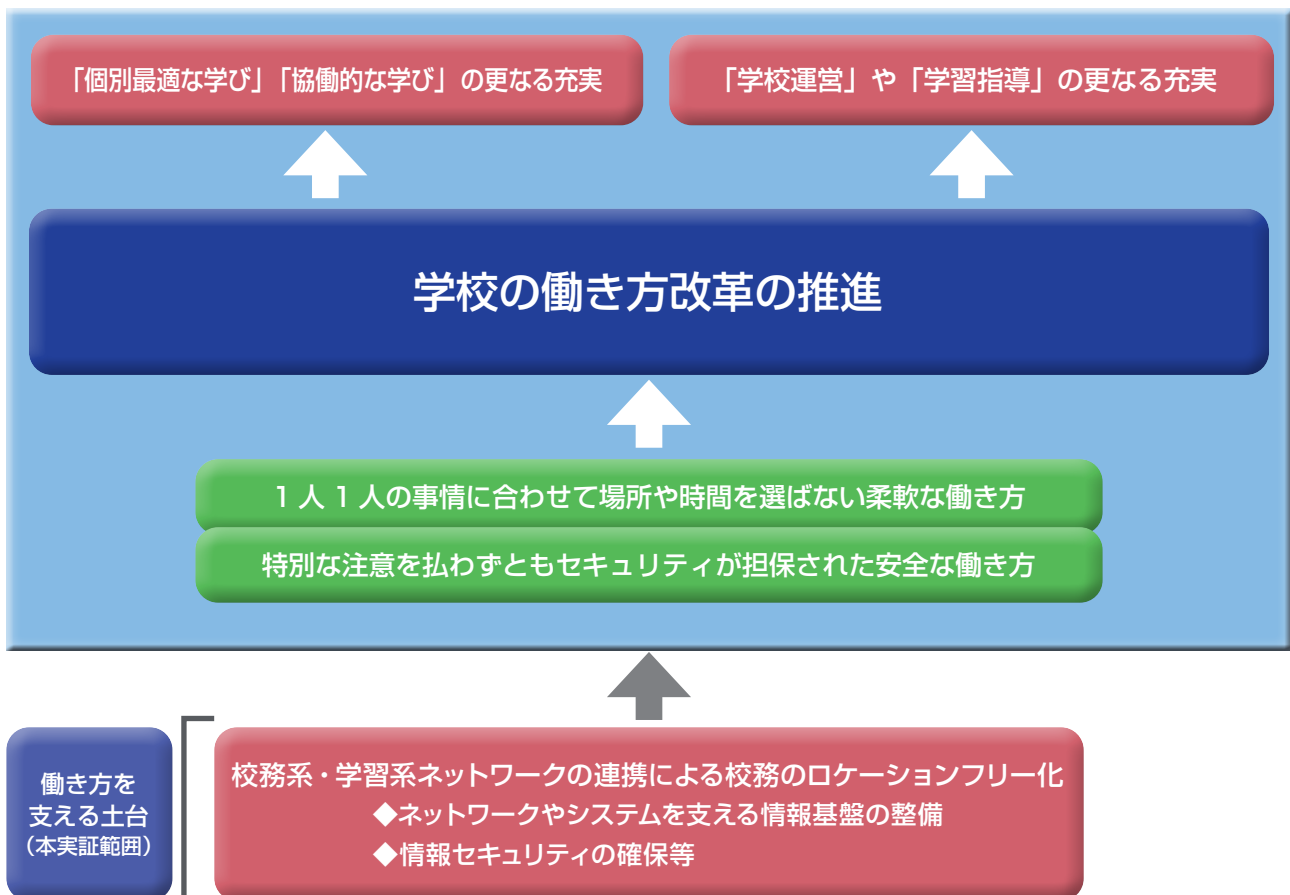 「個別最適な学び」「協働的な学び」の更なる充実
「学校運営」や「学習指導」の更なる充実
学校の働き方改革の推進
1人1人の事情に合わせて場所や時間を選ばない柔軟な働き方
特別な注意を払わずともセキュリティが担保された安全な働き方
働き方を
支える土台
（本実証範囲）
校務系・学習系ネットワークの連携による校務のロケーションフリー化
◆ネットワークやシステムを支える情報基盤の整備
◆情報セキュリティの確保等